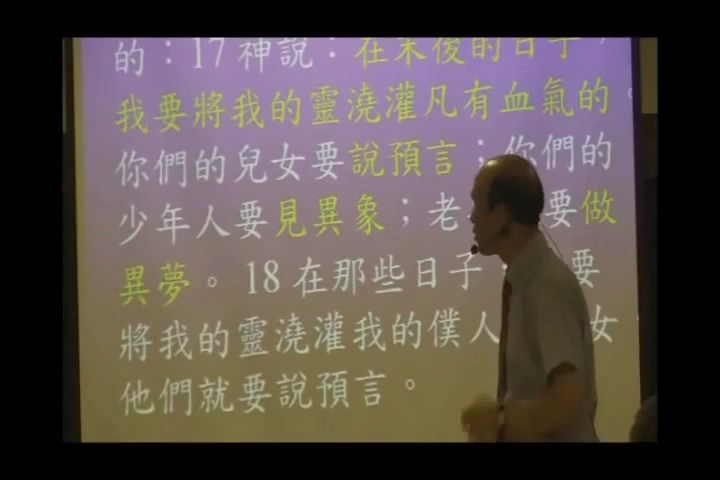 的：17 神說：在末後的日子，
我要將我的靈澆灌凡有血氣的。
你們的兒女要說預言；你們的
少年人要見異象；老 要做
異夢。18 在那些日子， 要
將我的靈澆灌我的僕人 女
他們就要說預言。